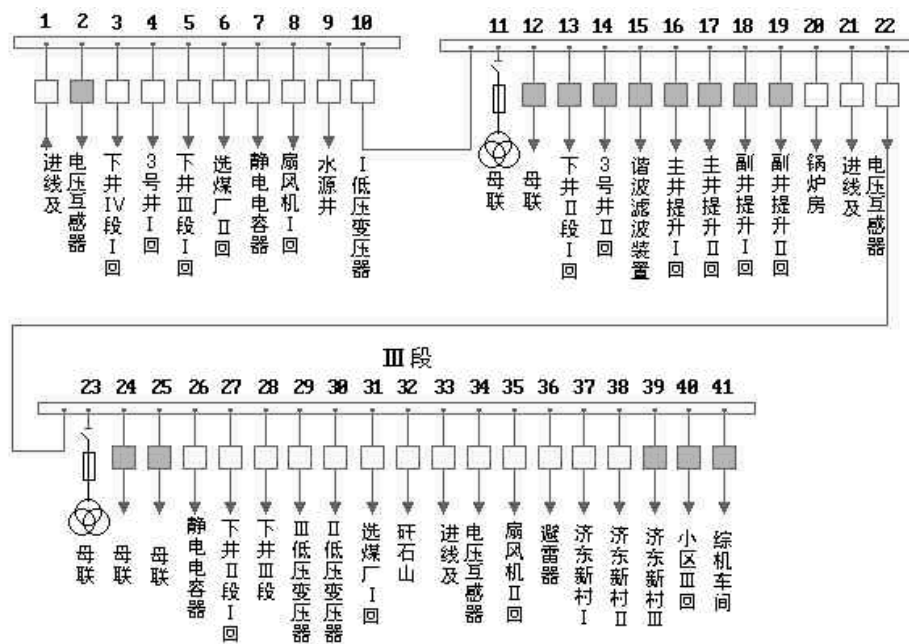 1 2 3 4 5 6 7 8 9 10
进线及
电压互感器
下井IV段I回
3号井I回
下井III段I回
选煤厂II回
静电电容器
扇风机I回
水源井
I低压变压器
11 12 13 14 15 16 17 18 19 20 21 22
母联
母联
下井II段I回
3号井II回
谐波滤波装置
主井提升I回
主井提升II回
副井提升I回
副井提升II回
锅炉房
进线及
电压互感器
III段
23 24 25 26 27 28 29 30 31 32 33 34 35 36 37 38 39 40 41
母联
母联
母联
静电电容器
下井II段I回
下井III段
III低压变压器
II低压变压器
选煤厂I回
矸石山
进线及
电压互感器
扇风机II回
避雷器
济东新村I
济东新村II
济东新村III
小区III回
综机车间